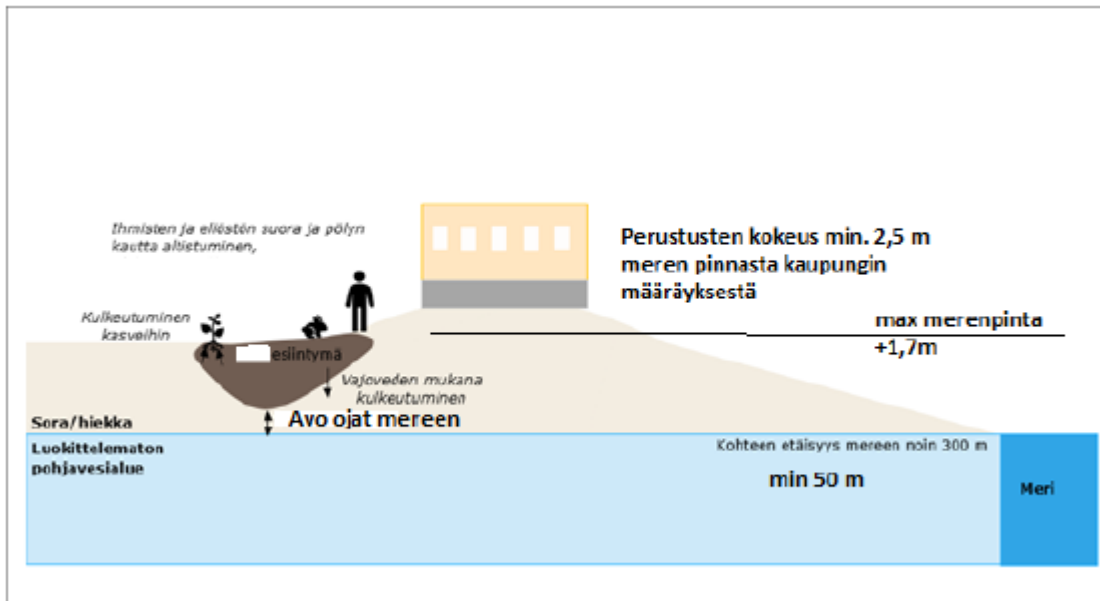 Ihmisten ja eliöstön suora ja pölyn
kautta altistuminen,
Perustusten kokeus min. 2,5 m
meren pinnasta kaupungin
määräyksestä
Kulkeutuminen
kasveihin
max merenpinta
+1,7m
esiintymä
Vajoveden mukana
kulkeutuminen
Avo ojat mereen
Sora/hiekka
Luokittelematon
pohjavesialue
Kohteen etäisyys mereen noin 300 m
min 50 m
Meri